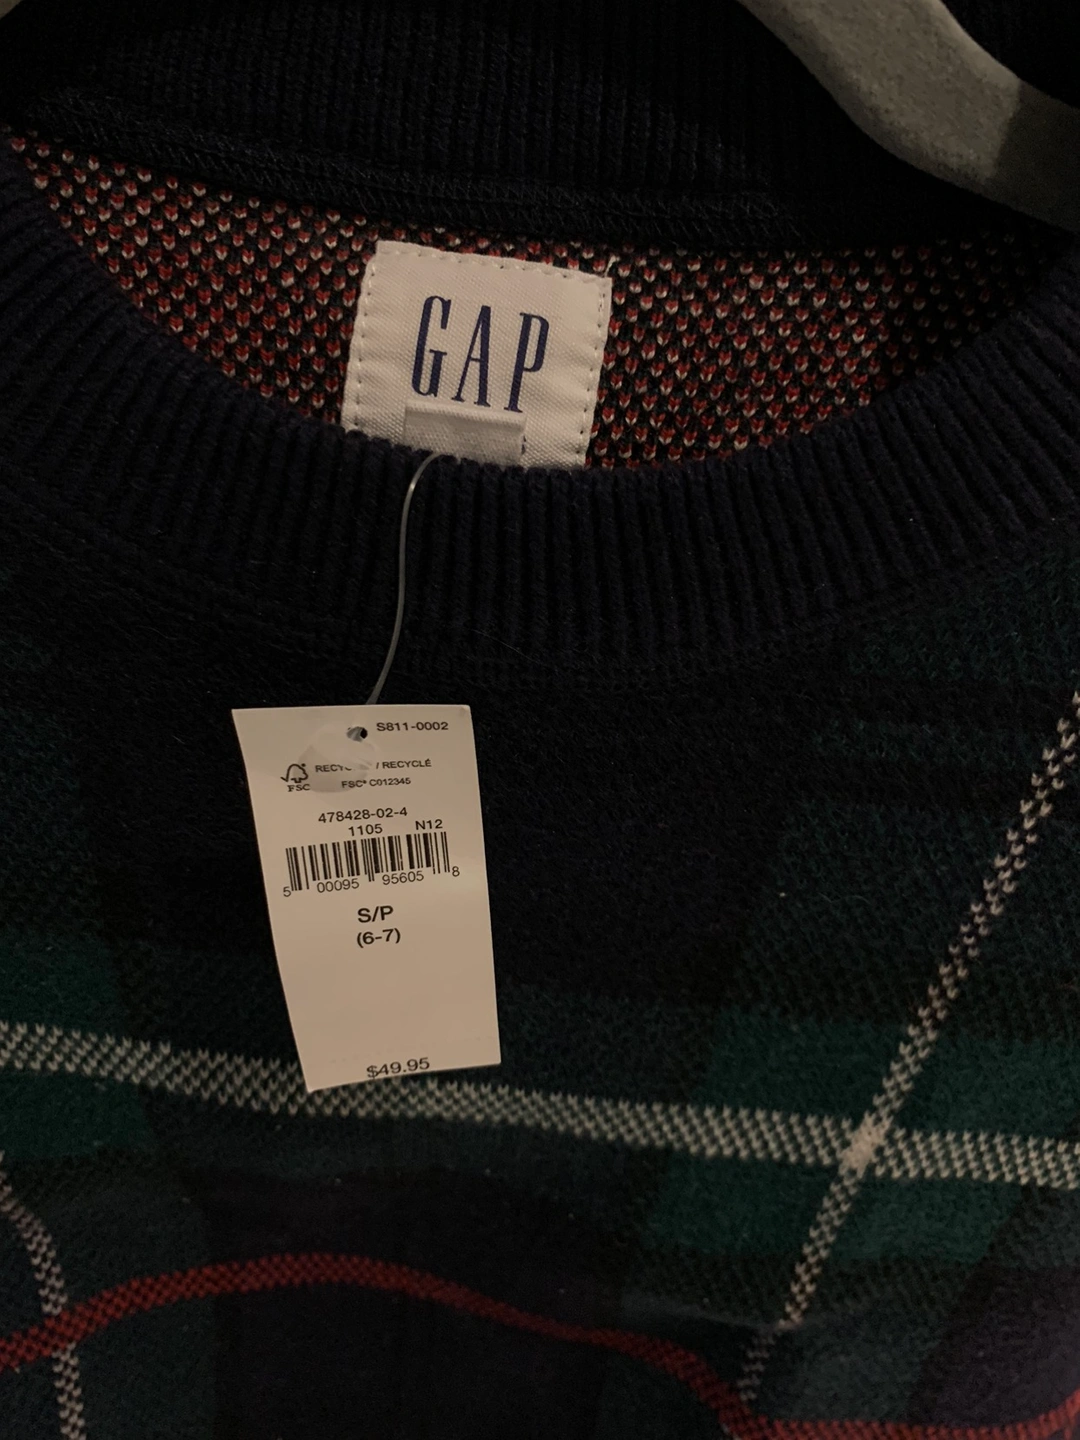 GAP
S811-0002
/ RECYCLÉ
FSC
FSC® C012345
478428-02-4
1105 N12
5 00095 95605 8
S/P
(6-7)
$49.95